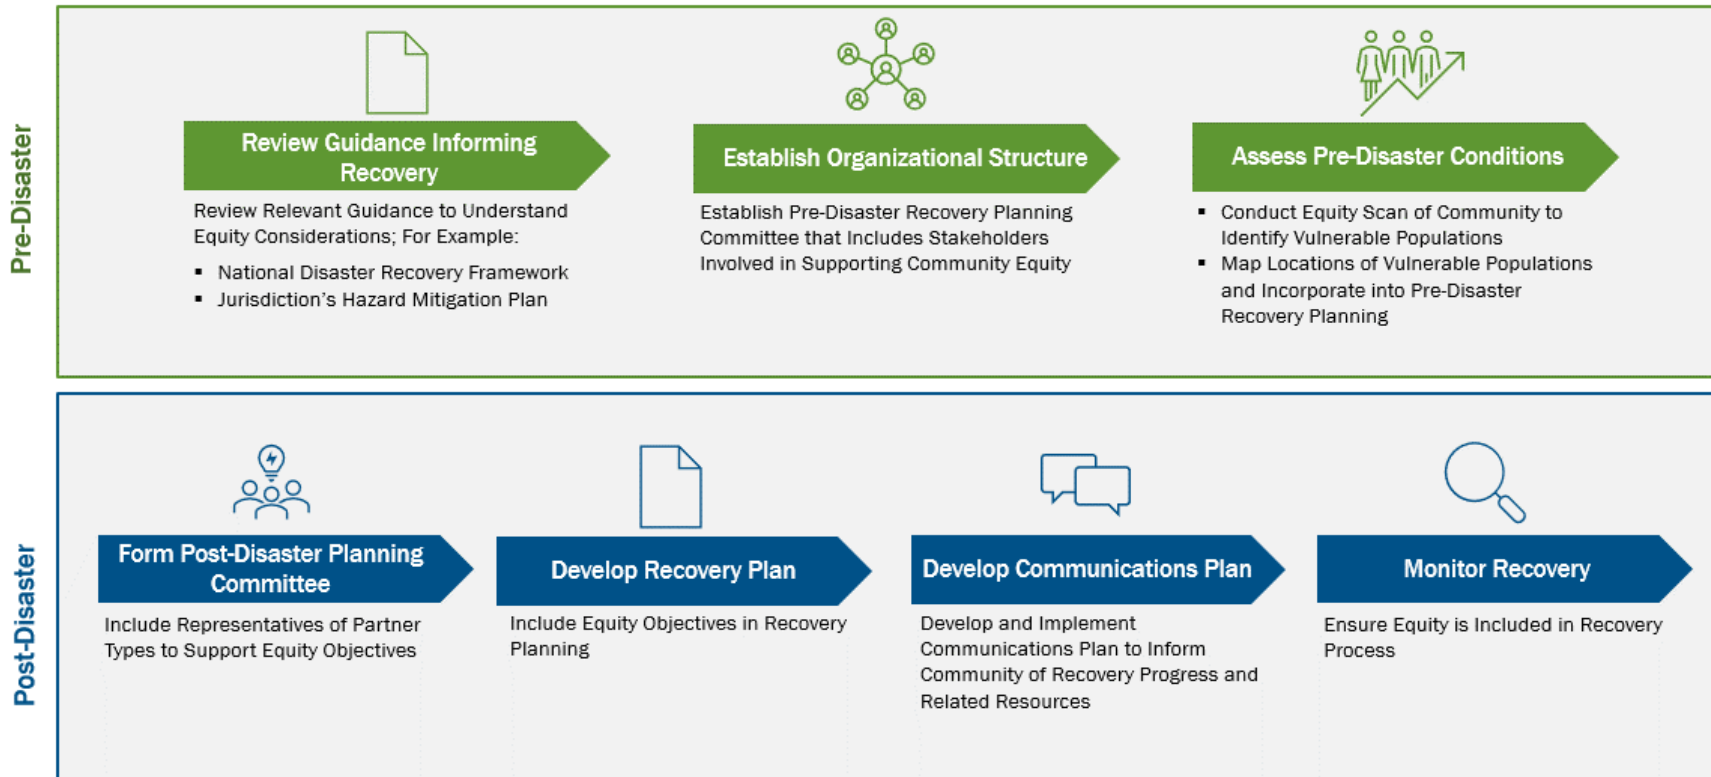 Pre-Disaster
Review Guidance Informing
Recovery
Review Relevant Guidance to Understand
Equity Considerations; For Example:
▪ National Disaster Recovery Framework
▪ Jurisdiction's Hazard Mitigation Plan
Establish Organizational Structure
Establish Pre-Disaster Recovery Planning
Committee that Includes Stakeholders
Involved in Supporting Community Equity
Assess Pre-Disaster Conditions
▪ Conduct Equity Scan of Community to
Identify Vulnerable Populations
▪ Map Locations of Vulnerable Populations
and Incorporate into Pre-Disaster
Recovery Planning
Post-Disaster
Form Post-Disaster Planning
Committee
Include Representatives of Partner
Types to Support Equity Objectives
Develop Recovery Plan
Include Equity Objectives in Recovery
Planning
Develop Communications Plan
Develop and Implement
Communications Plan to Inform
Community of Recovery Progress and
Related Resources
Monitor Recovery
Ensure Equity is Included in Recovery
Process